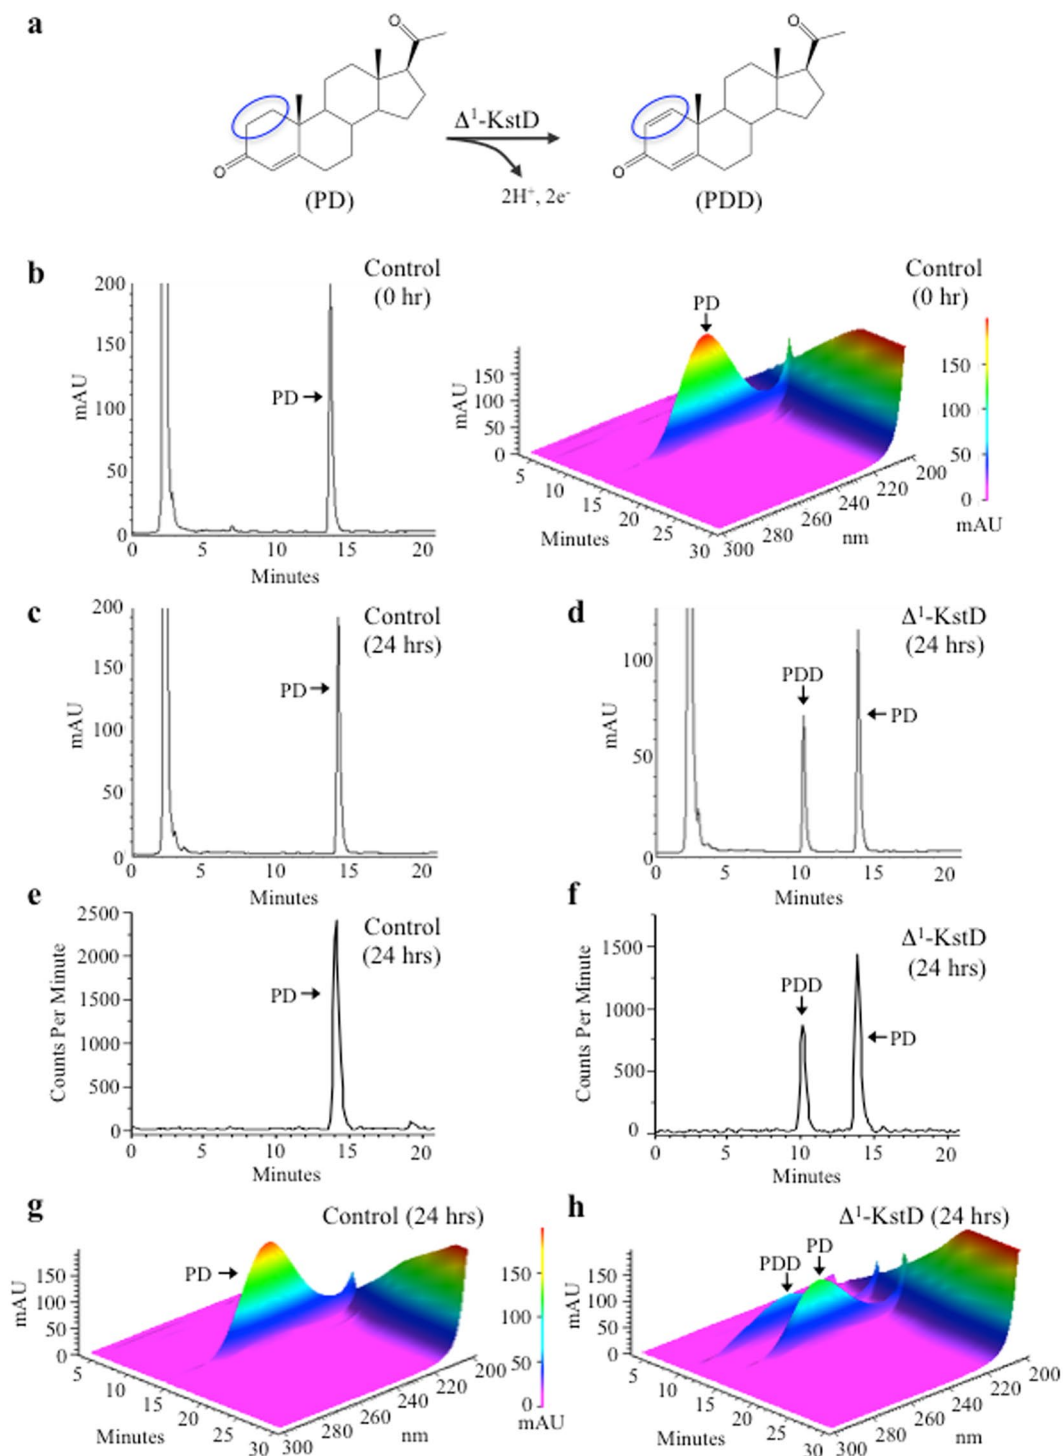 a
O
O
O
O
Δ¹-KstD
2H⁺, 2e⁻
(PD)
(PDD)
b
Control
(0 hr)
200
150
100
50
0
mAU
PD
0 5 10 15 20
Minutes
Control
(0 hr)
PD
mAU
150
100
50
0
5 10 15 20 25 30
Minutes
300 280 260 240 220 200
nm
150
100
50
0
mAU
c
Control
(24 hrs)
200
150
100
50
0
mAU
PD
0 5 10 15 20
Minutes
d
Δ¹-KstD
(24 hrs)
100
50
0
mAU
PDD
PD
0 5 10 15 20
Minutes
e
Control
(24 hrs)
2500
2000
1500
1000
500
0
Counts Per Minute
PD
0 5 10 15 20
Minutes
f
Δ¹-KstD
(24 hrs)
1500
1000
500
0
Counts Per Minute
PDD
PD
0 5 10 15 20
Minutes
g
Control (24 hrs)
PD
mAU
150
100
50
0
5 10 15 20 25 30
Minutes
300 280 260 240 220 200
nm
150
100
50
0
mAU
h
Δ¹-KstD (24 hrs)
PD
PDD
mAU
150
100
50
0
5 10 15 20 25 30
Minutes
300 280 260 240 220 200
nm